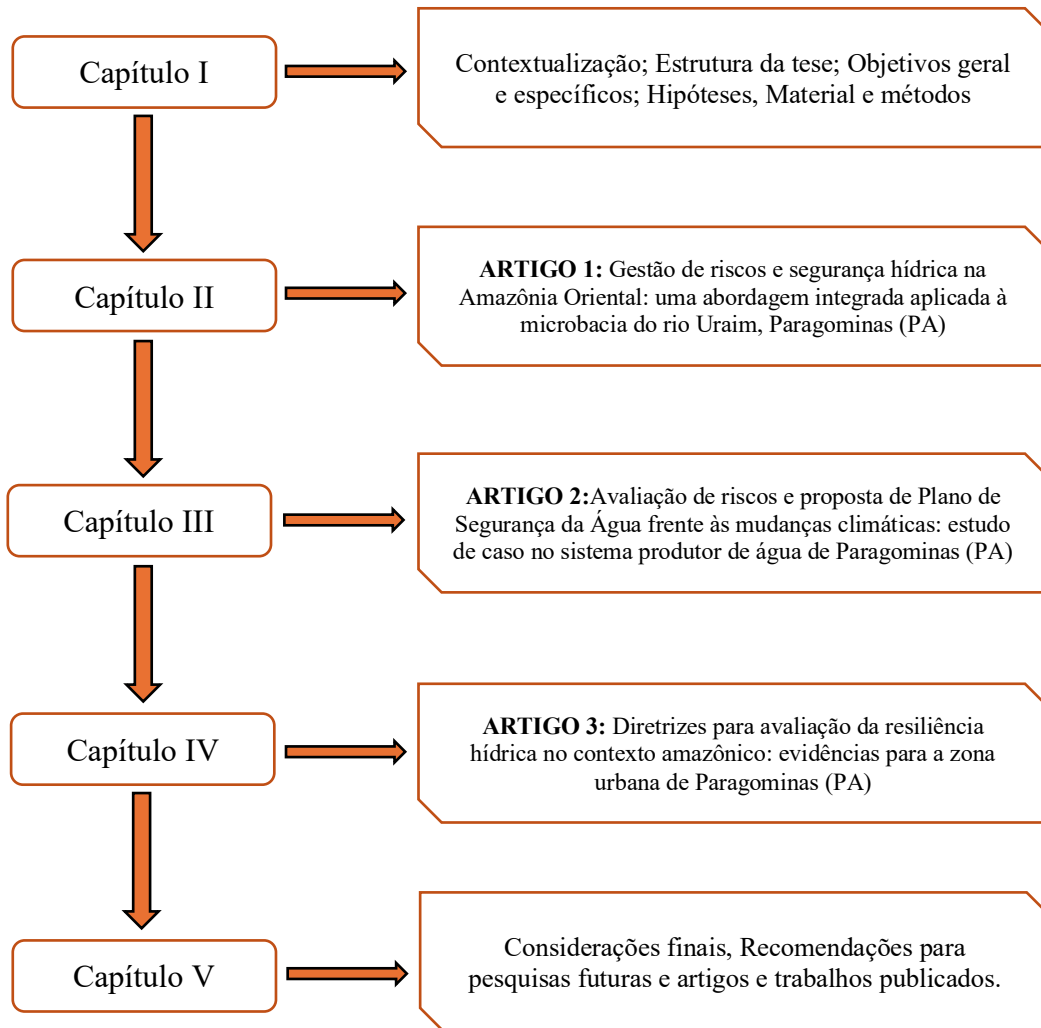 Capítulo I
Contextualização; Estrutura da tese; Objetivos geral
e específicos; Hipóteses, Material e métodos
Capítulo II
ARTIGO 1: Gestão de riscos e segurança hídrica na
Amazônia Oriental: uma abordagem integrada aplicada à
microbacia do rio Uraim, Paragominas (PA)
Capítulo III
ARTIGO 2:Avaliação de riscos e proposta de Plano de
Segurança da Água frente às mudanças climáticas: estudo
de caso no sistema produtor de água de Paragominas (PA)
Capítulo IV
ARTIGO 3: Diretrizes para avaliação da resiliência
hídrica no contexto amazônico: evidências para a zona
urbana de Paragominas (PA)
Capítulo V
Considerações finais, Recomendações para
pesquisas futuras e artigos e trabalhos publicados.